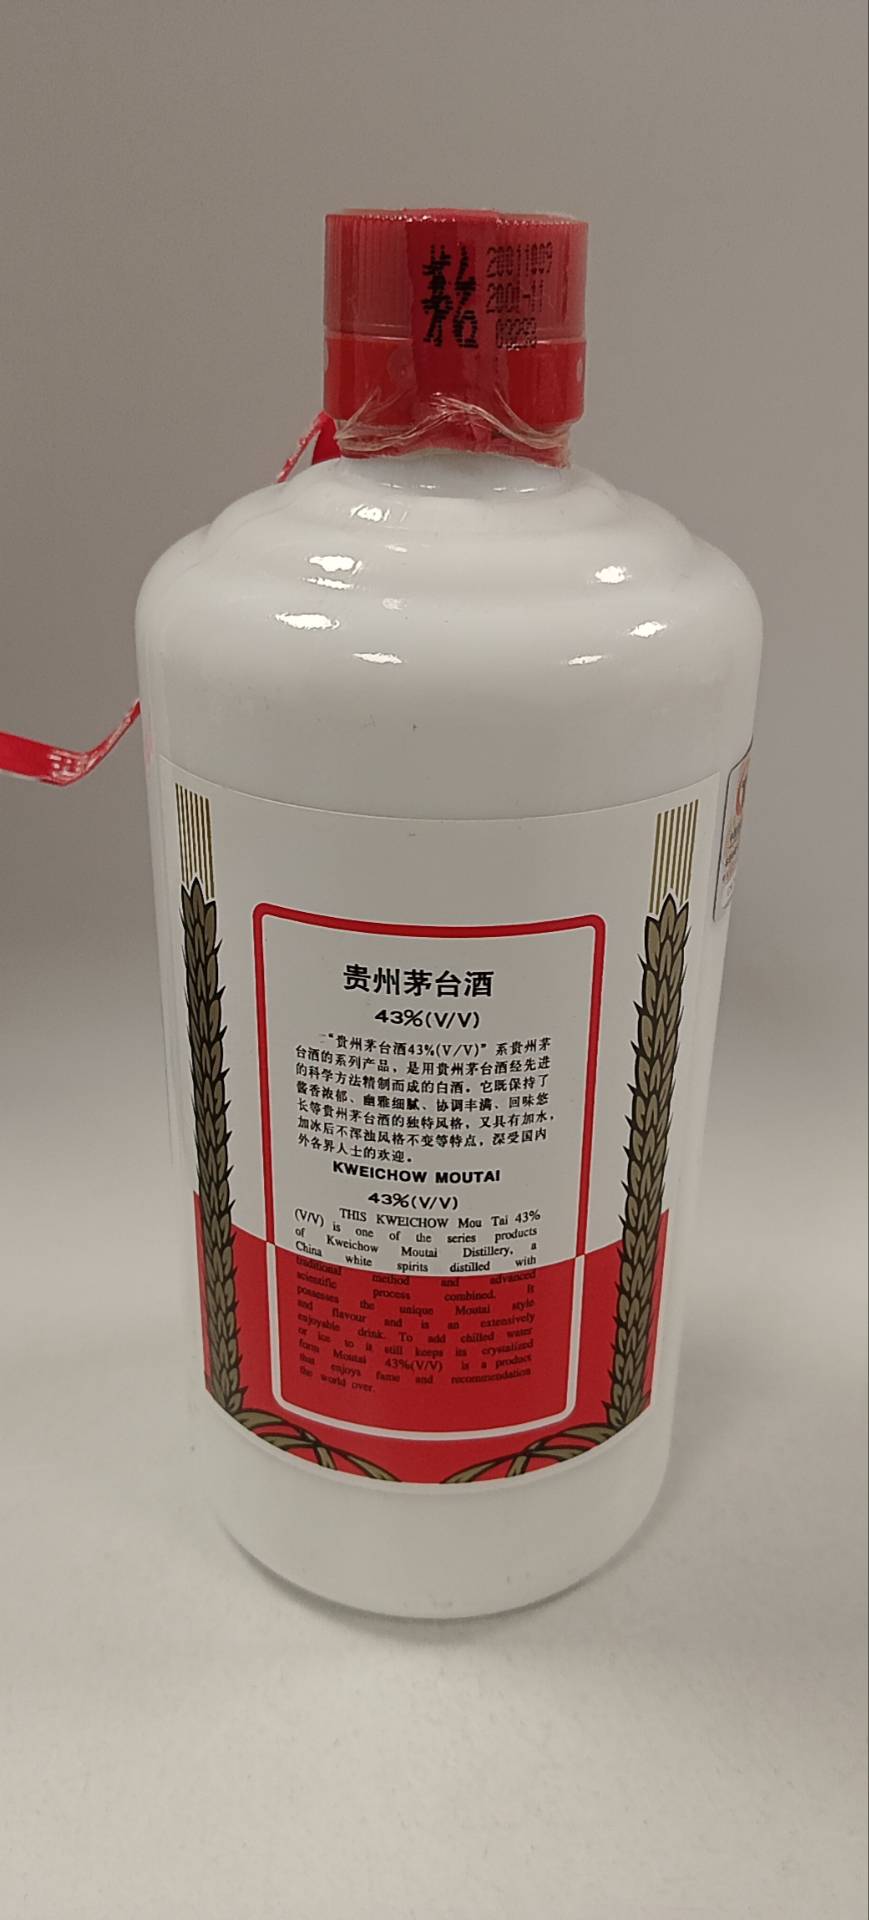 茅台
20011009
2001-11
贵州茅台酒
43%(V/V)
“贵州茅台酒43%(V/V)”系贵州茅
台酒的系列产品，是用贵州茅台酒经先进
的科学方法精制而成的白酒。它既保持了
酱香浓郁、幽雅细腻、协调丰满、回味悠
长等贵州茅台酒的独特风格，又具有加水，
加冰后不浑浊风格不变等特点，深受国内
外各界人士的欢迎。
KWEICHOW MOUTAI
43%(V/V)
THIS KWEICHOW Mou Tai 43%
(V/V) is one of the series products
of Kweichow Moutai Distillery, a
China white spirits distilled with
traditional method and advanced
scientific process combined. It
possesses the unique Moutai style
and flavour and is an extensively
enjoyable drink. To add chilled water
or ice to it still keeps its crystalized
form Moutai 43%(V/V) is a product
that enjoys fame and recommendation
the world over.